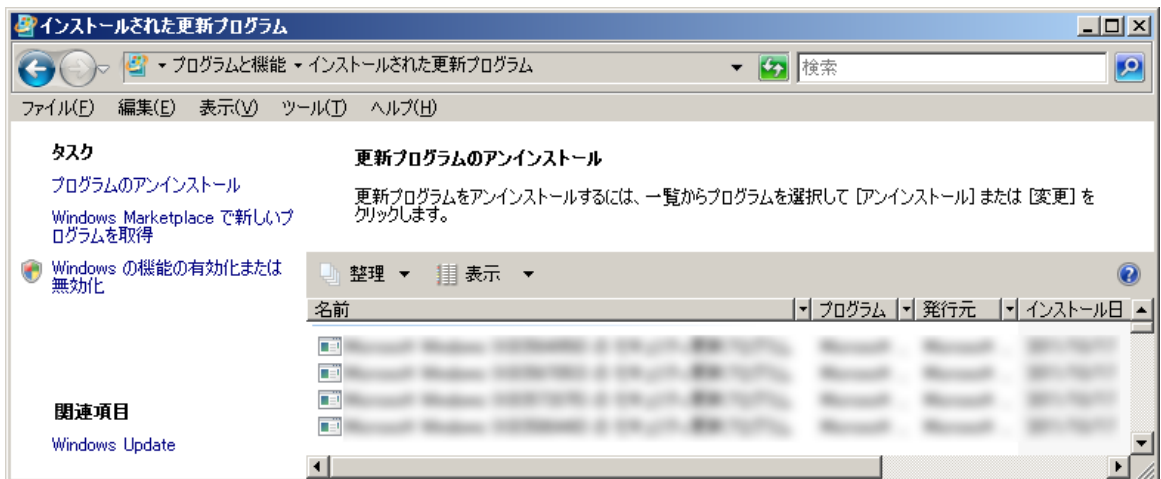 インストールされた更新プログラム
プログラムと機能 インストールされた更新プログラム 検索
ファイル(F) 編集(E) 表示(V) ツール(T) ヘルプ(H)
タスク
プログラムのアンインストール
Windows Marketplace で新しいプ
ログラムを取得
Windows の機能の有効化または
無効化
関連項目
Windows Update
更新プログラムのアンインストール
更新プログラムをアンインストールするには、一覧からプログラムを選択して [アンインストール] または [変更] を
クリックします。
整理 表示
名前 プログラム 発行元 インストール日